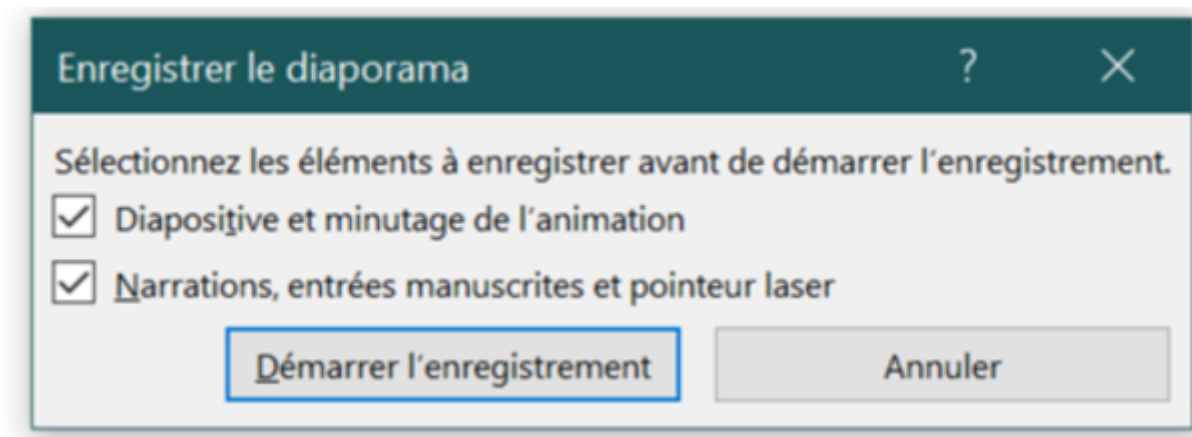 Enregistrer le diaporama ? ×
Sélectionnez les éléments à enregistrer avant de démarrer l'enregistrement.
Diapositive et minutage de l'animation
Narrations, entrées manuscrites et pointeur laser
Démarrer l'enregistrement Annuler